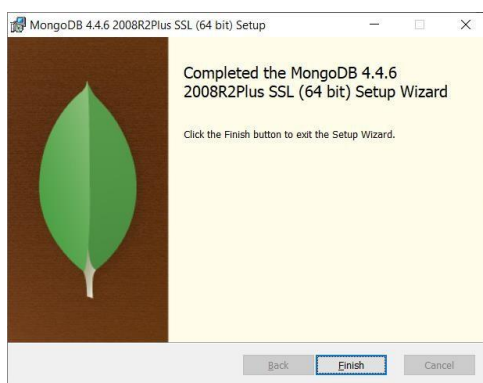 MongoDB 4.4.6 2008R2Plus SSL (64 bit) Setup
Completed the MongoDB 4.4.6
2008R2Plus SSL (64 bit) Setup Wizard
Click the Finish button to exit the Setup Wizard.
Back Finish Cancel